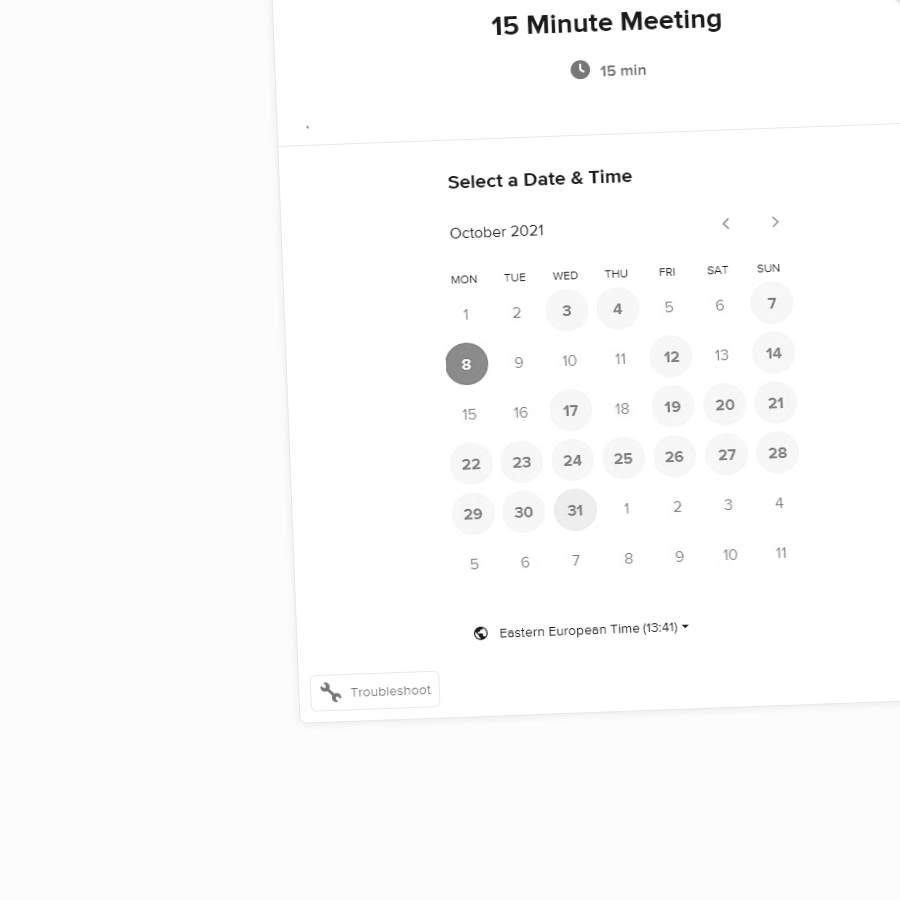 15 Minute Meeting
15 min
.
Select a Date & Time
October 2021
MON TUE WED THU FRI SAT SUN
1 2 3 4 5 6 7
8 9 10 11 12 13 14
15 16 17 18 19 20 21
22 23 24 25 26 27 28
29 30 31 1 2 3 4
5 6 7 8 9 10 11
Eastern European Time (13:41)
Troubleshoot